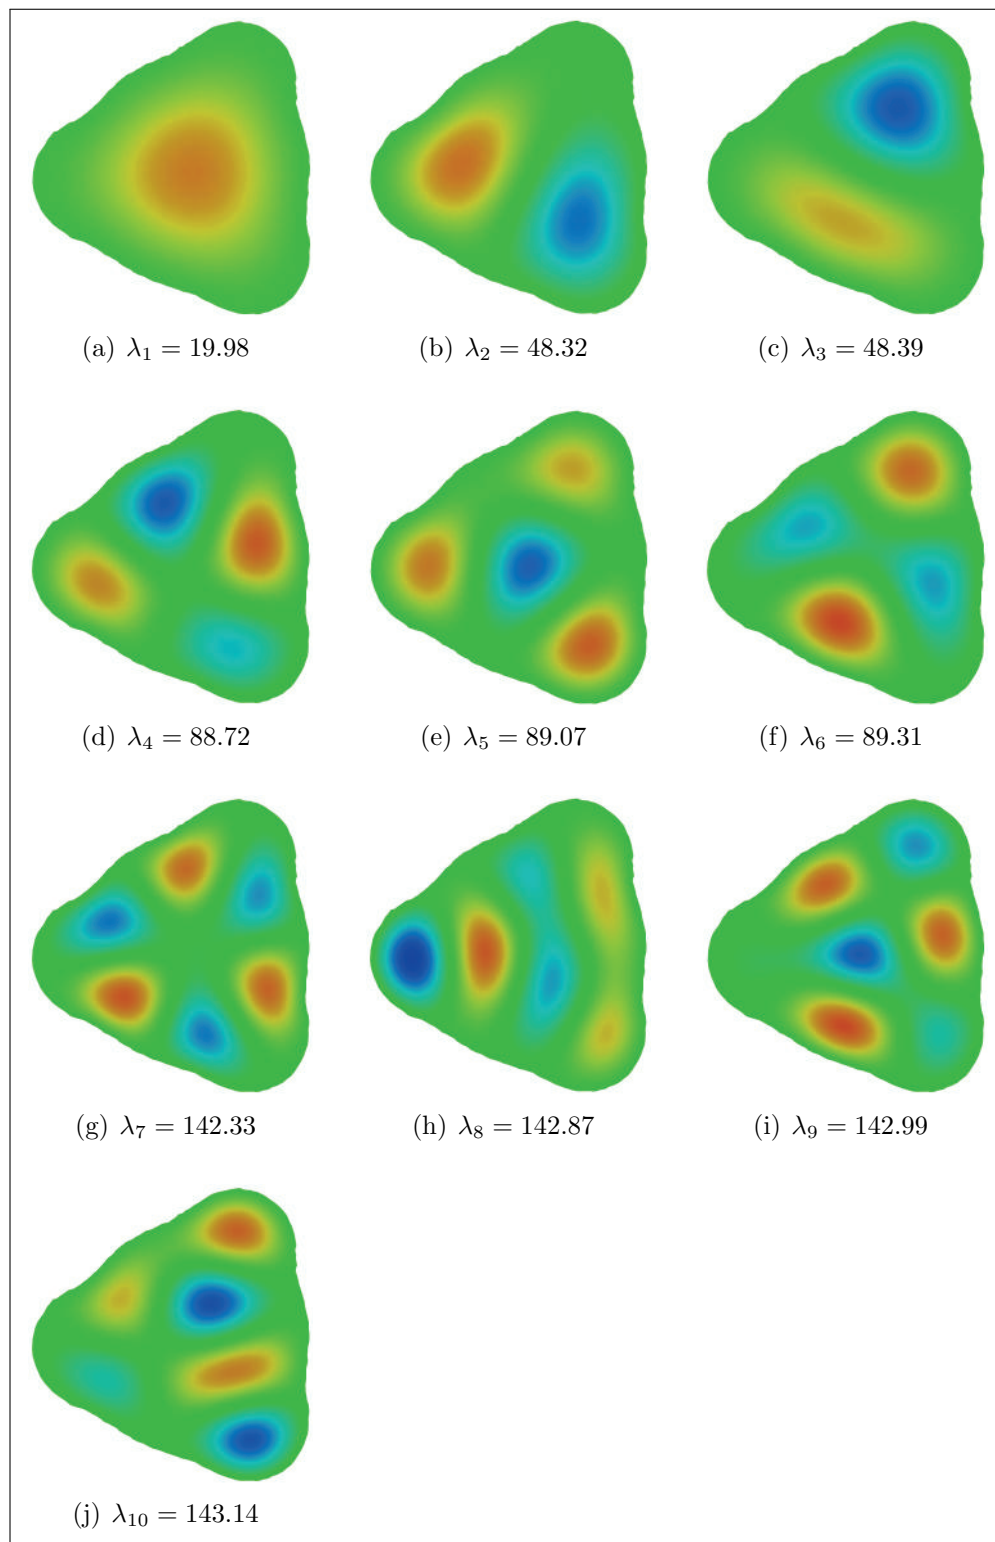 (a) λ₁ = 19.98
(b) λ₂ = 48.32
(c) λ₃ = 48.39
(d) λ₄ = 88.72
(e) λ₅ = 89.07
(f) λ₆ = 89.31
(g) λ₇ = 142.33
(h) λ₈ = 142.87
(i) λ₉ = 142.99
(j) λ₁₀ = 143.14